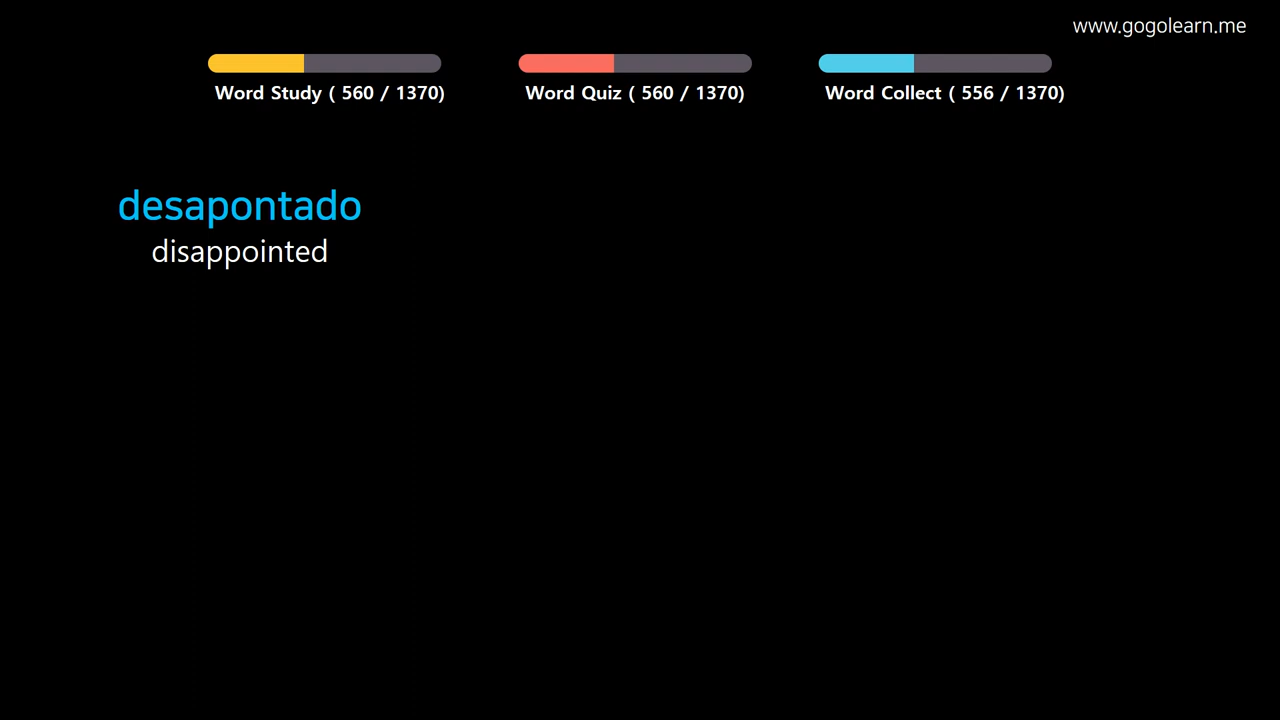 www.gogolearn.me
Word Study ( 560 / 1370)
Word Quiz ( 560 / 1370)
Word Collect ( 556 / 1370)
desapontado
disappointed